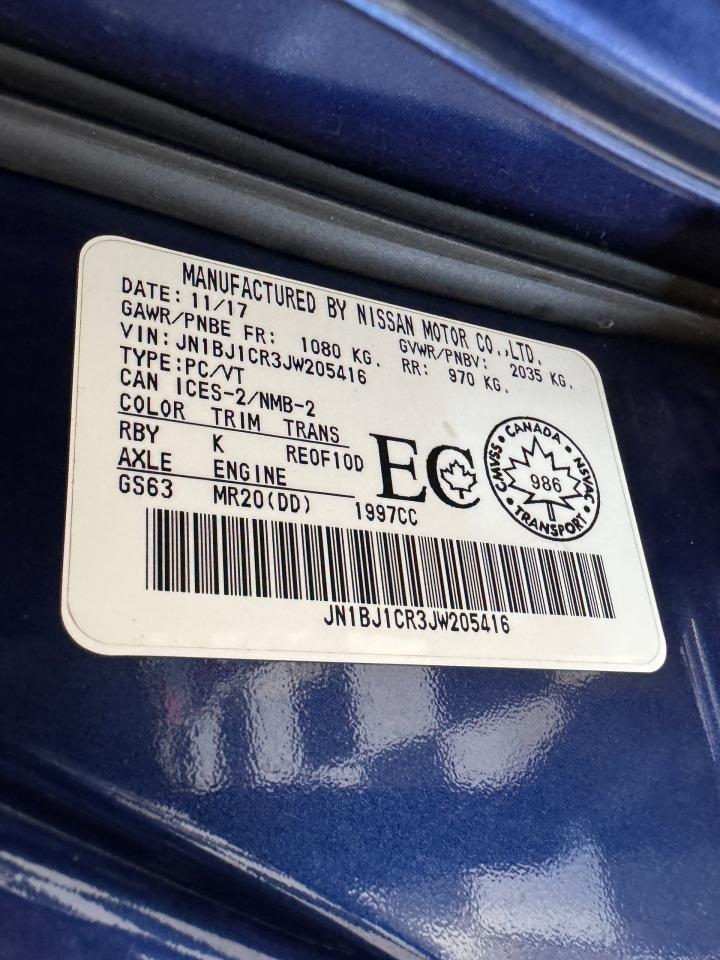 MANUFACTURED BY NISSAN MOTOR CO.,LTD.
DATE: 11/17 GVWR/PNBV: 2035 KG.
GAWR/PNBE FR: 1080 KG. RR: 970 KG.
VIN: JN1BJ1CR3JW205416
TYPE:PC/VT
CAN ICES-2/NMB-2
COLOR TRIM TRANS
RBY K RE0F10D
AXLE ENGINE
GS63 MR20(DD) 1997CC
EC
CANADA
CMVSS • NSVAC
986
TRANSPORT
JN1BJ1CR3JW205416